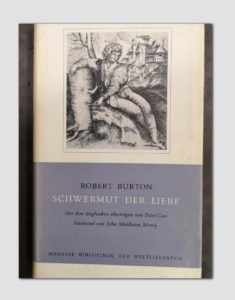 ROBERT BURTON
SCHWERMUT DER LIEBE
Aus dem Englischen übertragen von Peter Gan
Nachwort von John Middleton Murry
MANESSE BIBLIOTHEK DER WELTLITERATUR